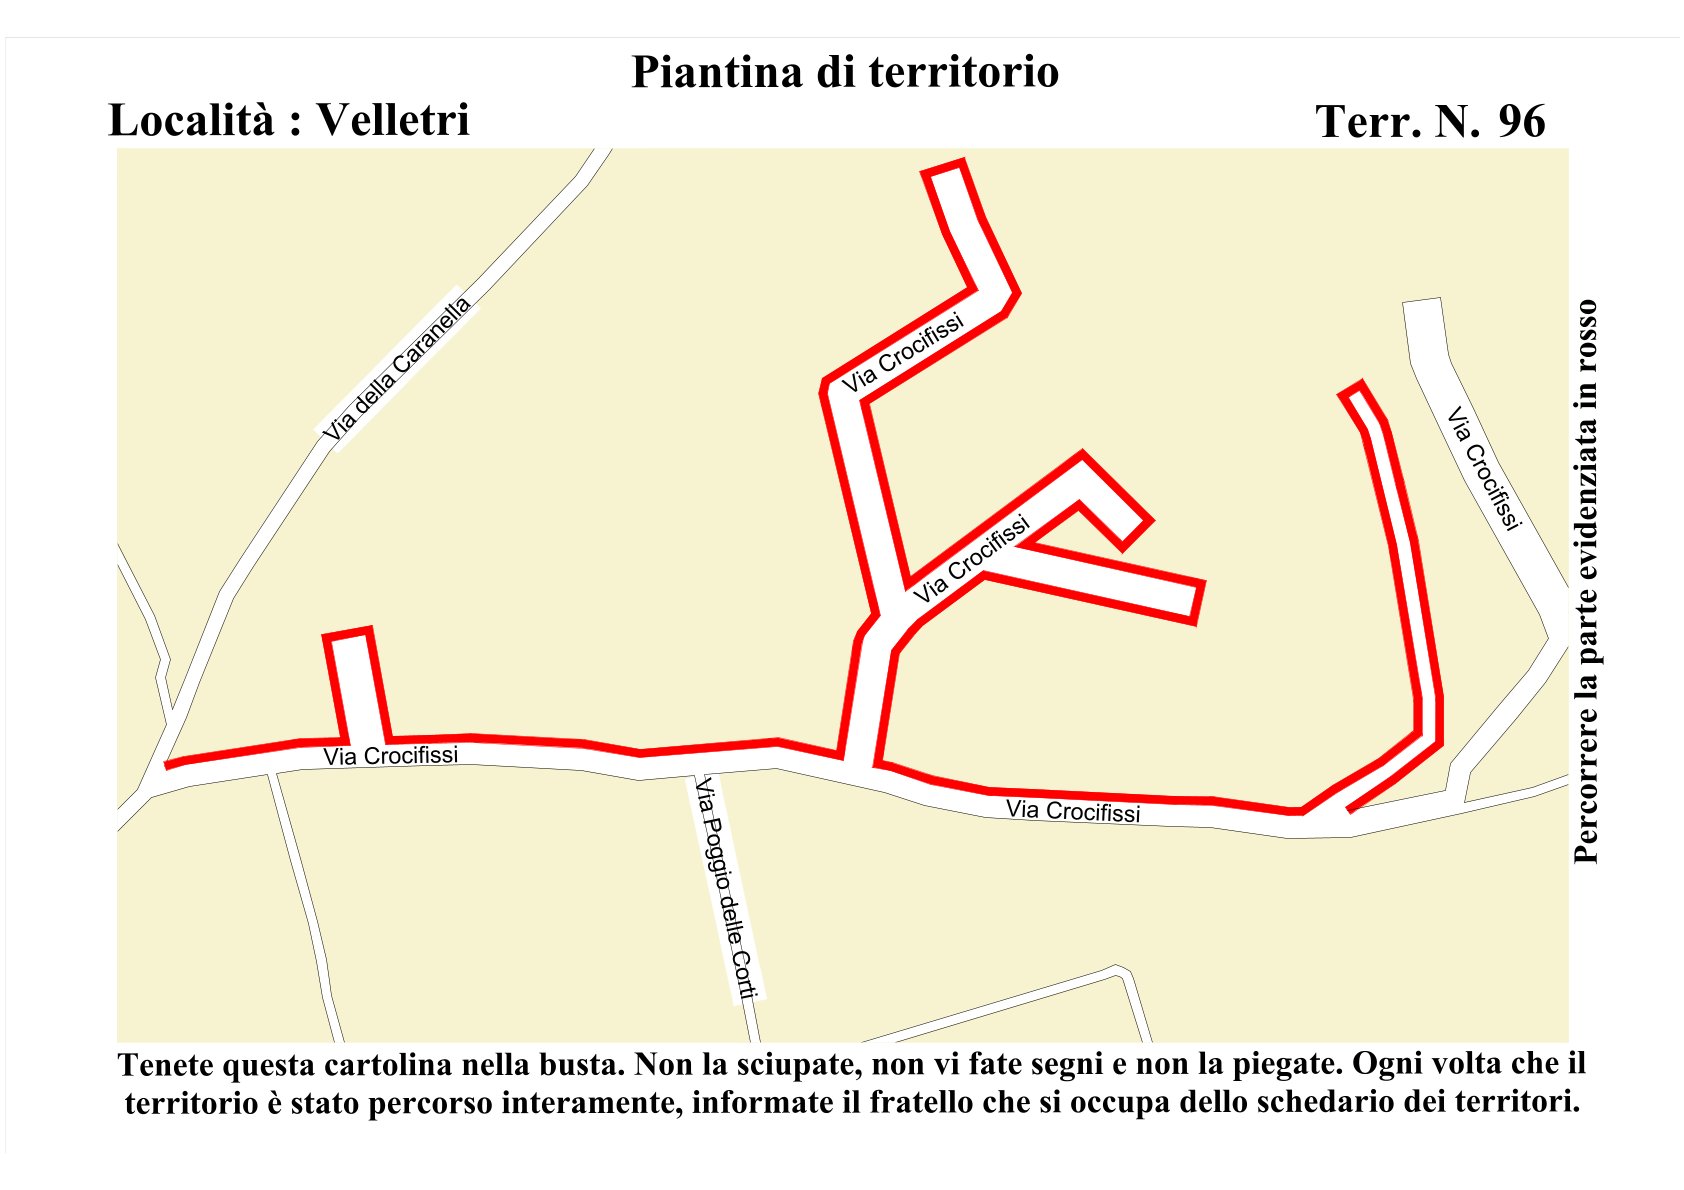 Piantina di territorio
Località : Velletri
Terr. N. 96
Via della Caranella
Via Crocifissi
Via Crocifissi
Via Crocifissi
Via Crocifissi
Via Crocifissi
Via Poggio delle Corti
Percorrere la parte evidenziata in rosso
Tenete questa cartolina nella busta. Non la sciupate, non vi fate segni e non la piegate. Ogni volta che il
territorio è stato percorso interamente, informate il fratello che si occupa dello schedario dei territori.